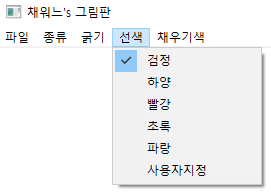 채워느's 그림판
파일 종류 굵기 선색 채우기색
검정
하양
빨강
초록
파랑
사용자지정